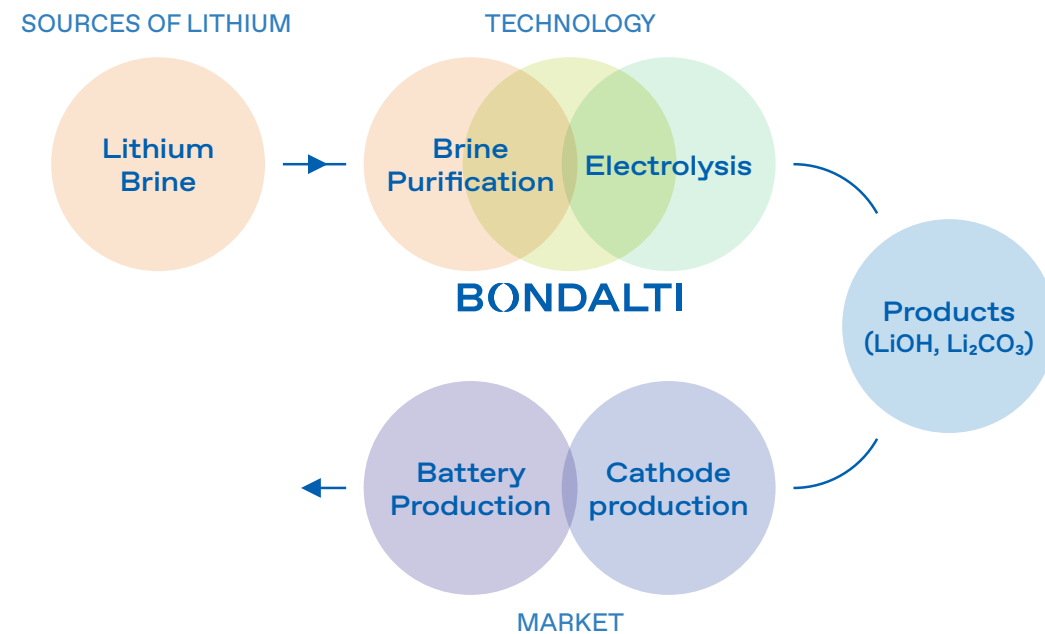 SOURCES OF LITHIUM
TECHNOLOGY
Lithium
Brine
Brine
Purification
Electrolysis
BONDALTI
Products
(LiOH, Li₂CO₃)
Battery
Production
Cathode
production
MARKET